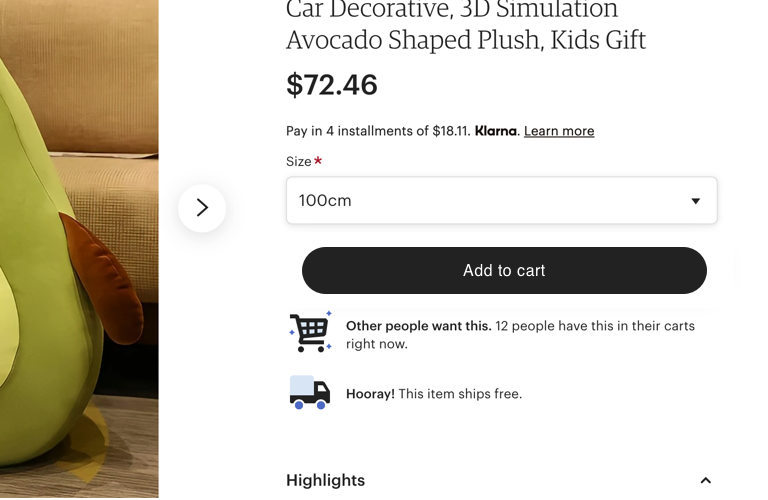 Car Decorative, 3D Simulation
Avocado Shaped Plush, Kids Gift
$72.46
Pay in 4 installments of $18.11. Klarna. Learn more
Size *
100cm
Add to cart
Other people want this. 12 people have this in their carts
right now.
Hooray! This item ships free.
Highlights